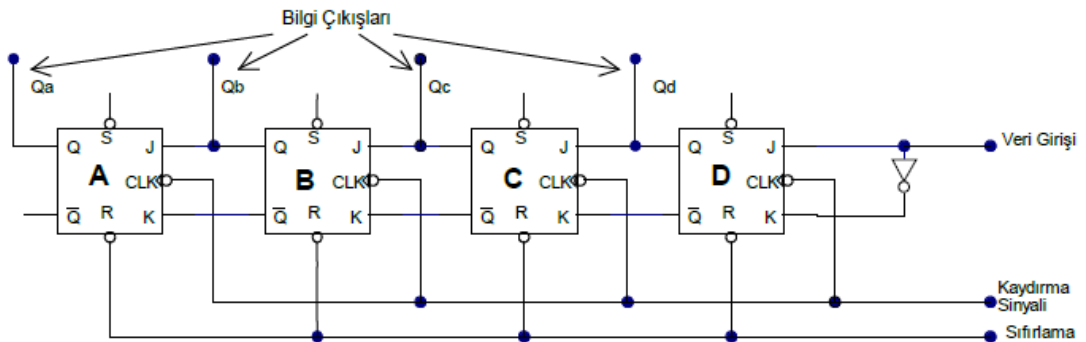 Bilgi Çıkışları
Qa Qb Qc Qd
Q S J Q S J Q S J Q S J Veri Girişi
A B C D
CLK CLK CLK CLK
Q̅ R K Q̅ R K Q̅ R K Q̅ R K
Kaydırma
Sinyali
Sıfırlama